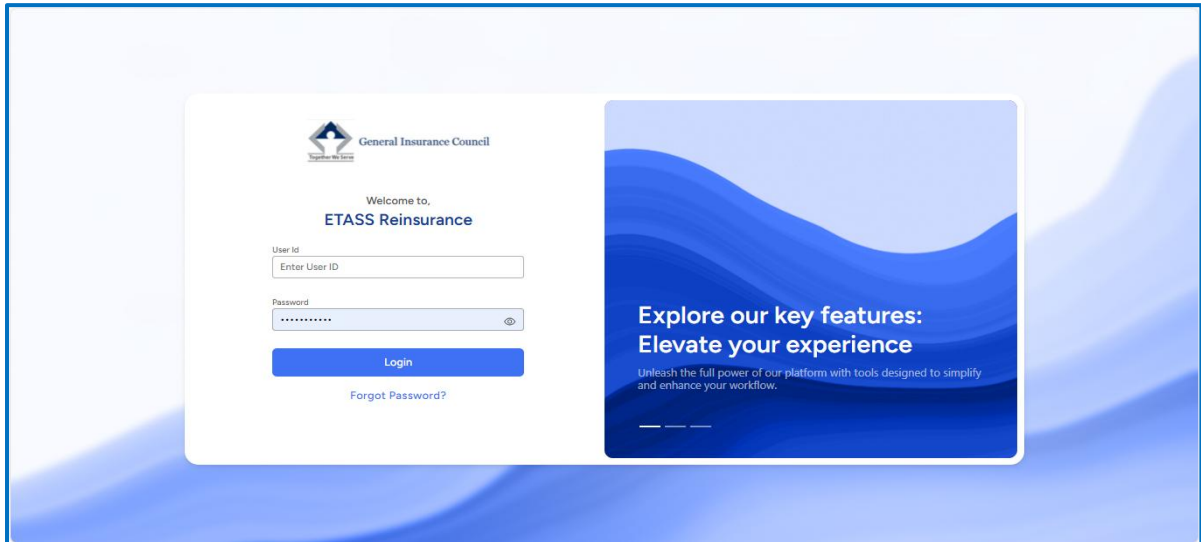 General Insurance Council
Together We Serve
Welcome to,
ETASS Reinsurance
User Id
Enter User ID
Password
•••••••••••
Login
Forgot Password?
Explore our key features:
Elevate your experience
Unleash the full power of our platform with tools designed to simplify
and enhance your workflow.